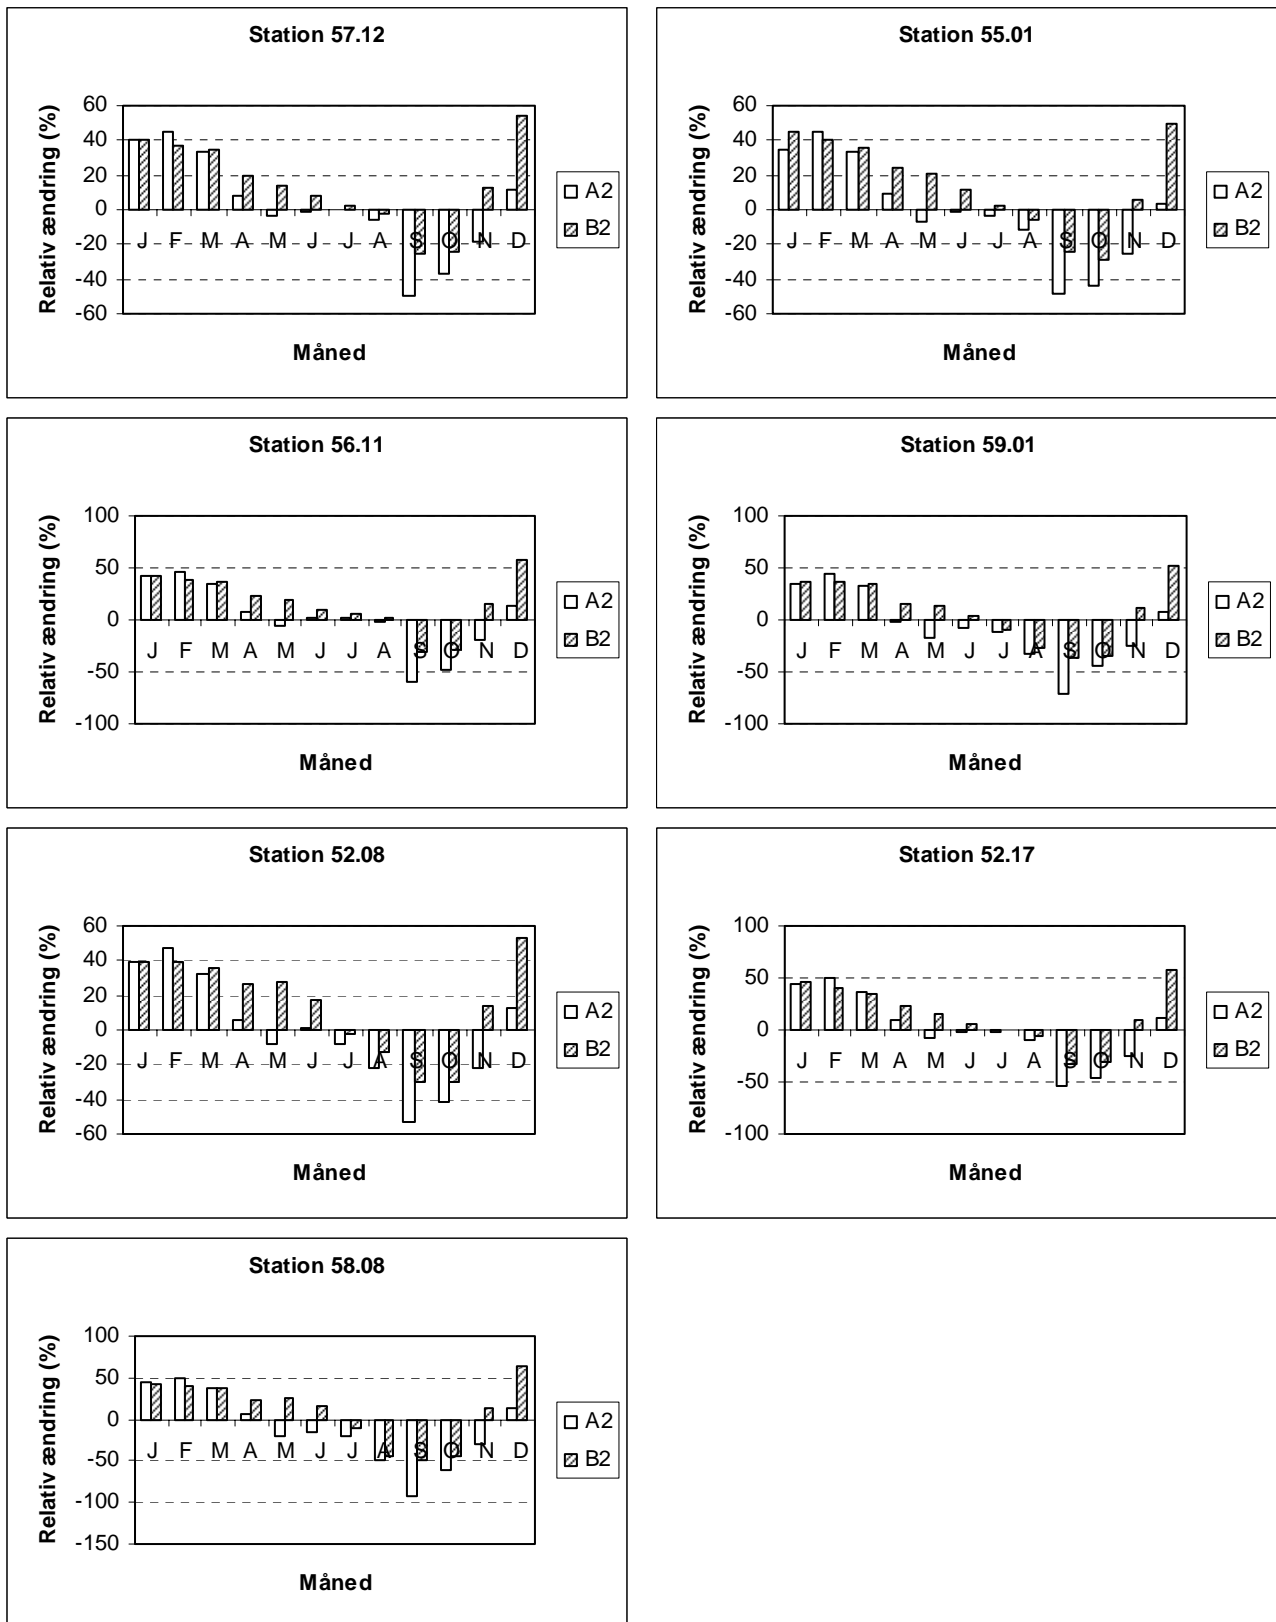 Station 57.12
Relativ ændring (%)
60
40
20
0
-20
-40
-60
J F M A M J J A S O N D
Måned
A2
B2
Station 55.01
Relativ ændring (%)
60
40
20
0
-20
-40
-60
J F M A M J J A S O N D
Måned
A2
B2
Station 56.11
Relativ ændring (%)
100
50
0
-50
-100
J F M A M J J A S O N D
Måned
A2
B2
Station 59.01
Relativ ændring (%)
100
50
0
-50
-100
J F M A M J J A S O N D
Måned
A2
B2
Station 52.08
Relativ ændring (%)
60
40
20
0
-20
-40
-60
J F M A M J J A S O N D
Måned
A2
B2
Station 52.17
Relativ ændring (%)
100
50
0
-50
-100
J F M A M J J A S O N D
Måned
A2
B2
Station 58.08
Relativ ændring (%)
100
50
0
-50
-100
-150
J F M A M J J A S O N D
Måned
A2
B2